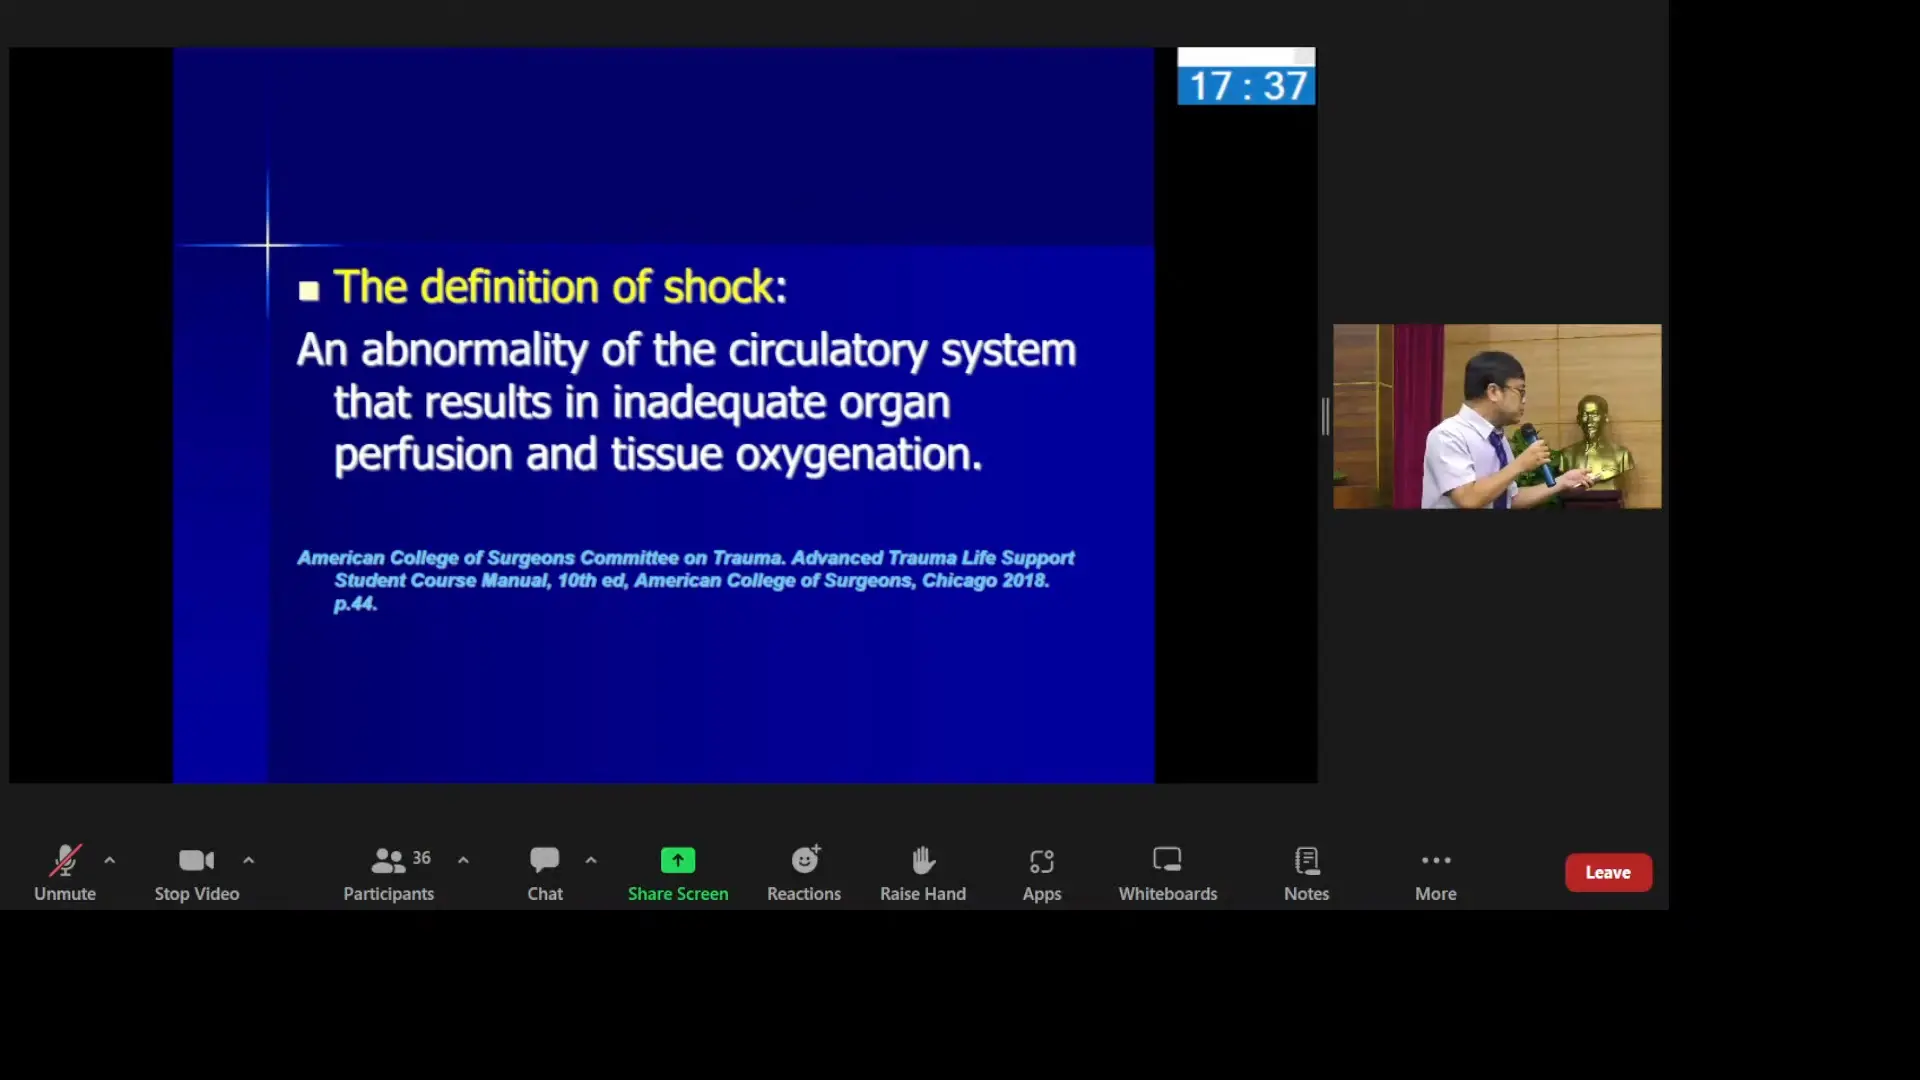 17 : 37
The definition of shock:
An abnormality of the circulatory system
that results in inadequate organ
perfusion and tissue oxygenation.
American College of Surgeons Committee on Trauma. Advanced Trauma Life Support
Student Course Manual, 10th ed, American College of Surgeons, Chicago 2018.
p.44.
36
Unmute
Stop Video
Participants
Chat
Share Screen
Reactions
Raise Hand
Apps
Whiteboards
Notes
More
Leave